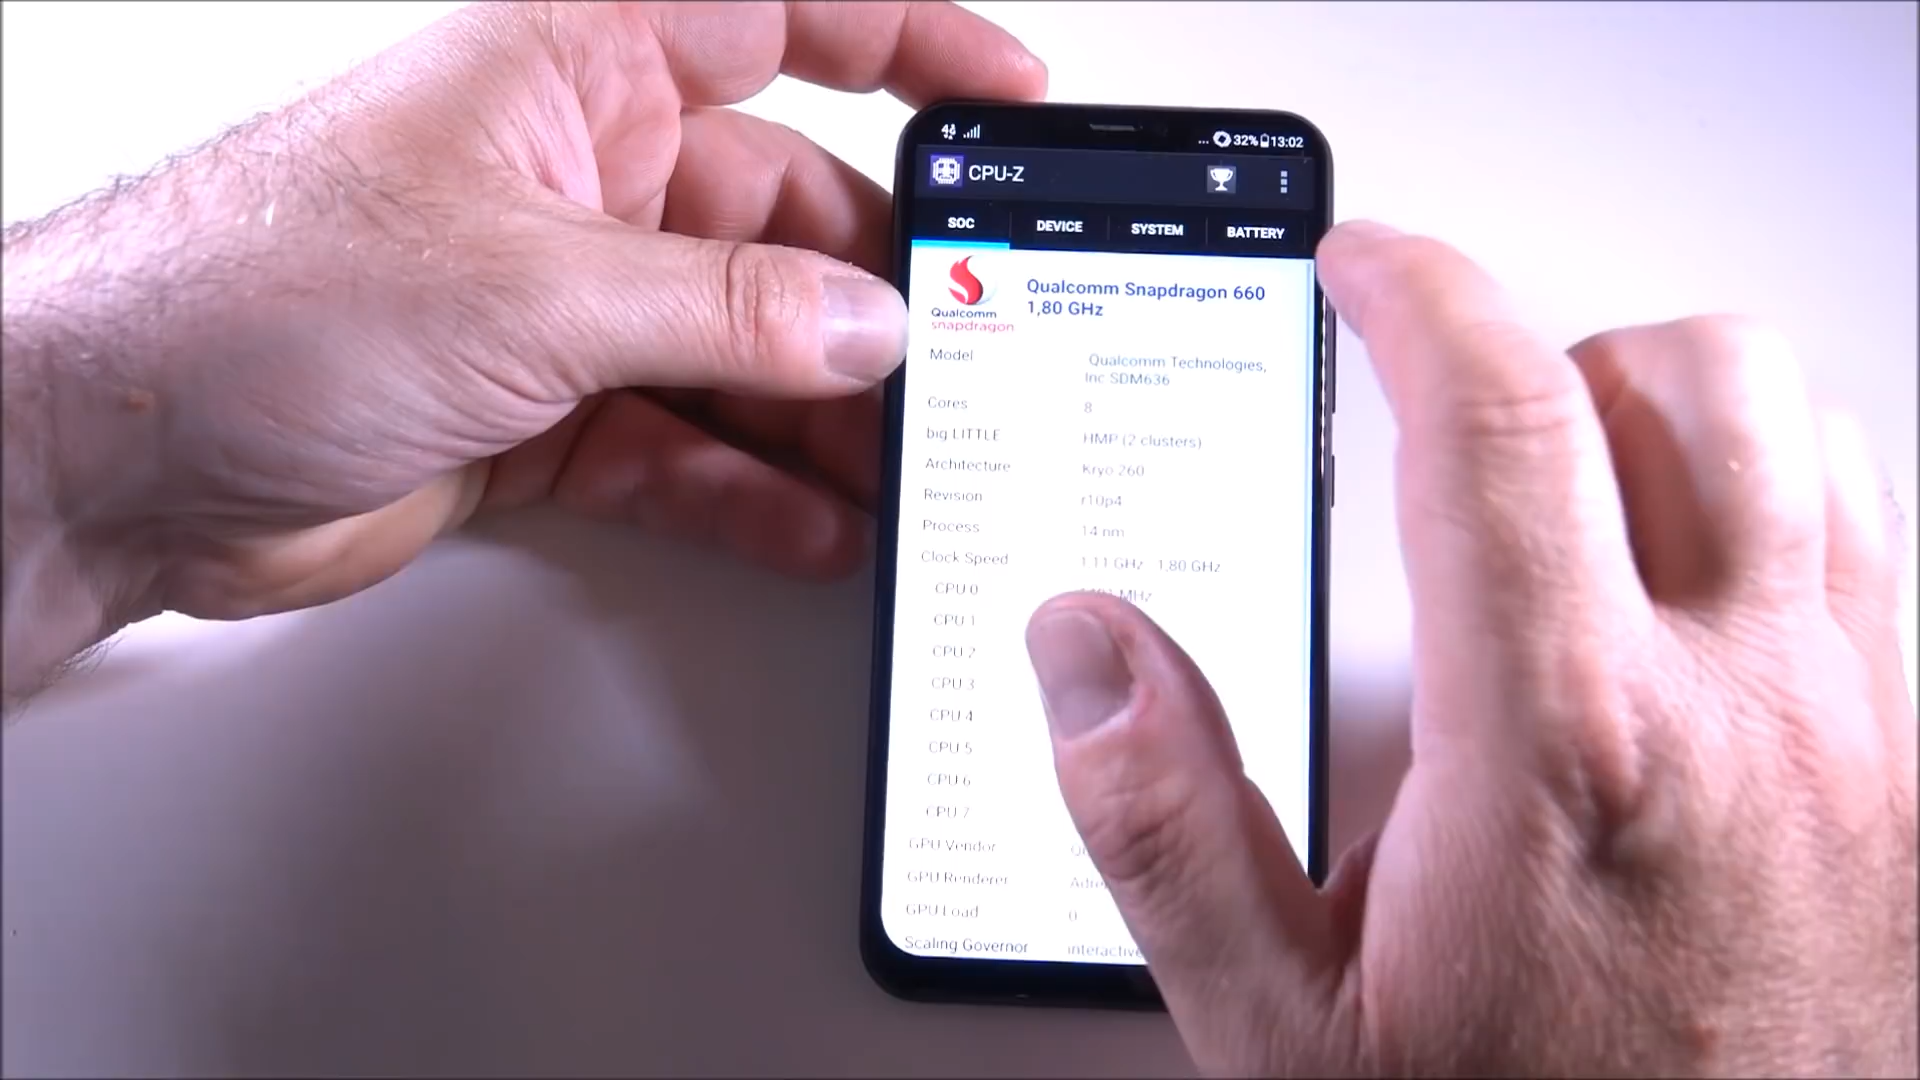 32% 13:02
CPU-Z
SOC DEVICE SYSTEM BATTERY
Qualcomm Snapdragon 660
1,80 GHz
Qualcomm
snapdragon
Model Qualcomm Technologies,
Inc SDM636
Cores 8
big.LITTLE HMP (2 clusters)
Architecture Kryo 260
Revision r10p4
Process 14 nm
Clock Speed 1,11 GHz - 1,80 GHz
CPU 0 MHz
CPU 1
CPU 2
CPU 3
CPU 4
CPU 5
CPU 6
CPU 7
GPU Vendor
GPU Renderer
GPU Load 0
Scaling Governor interactive